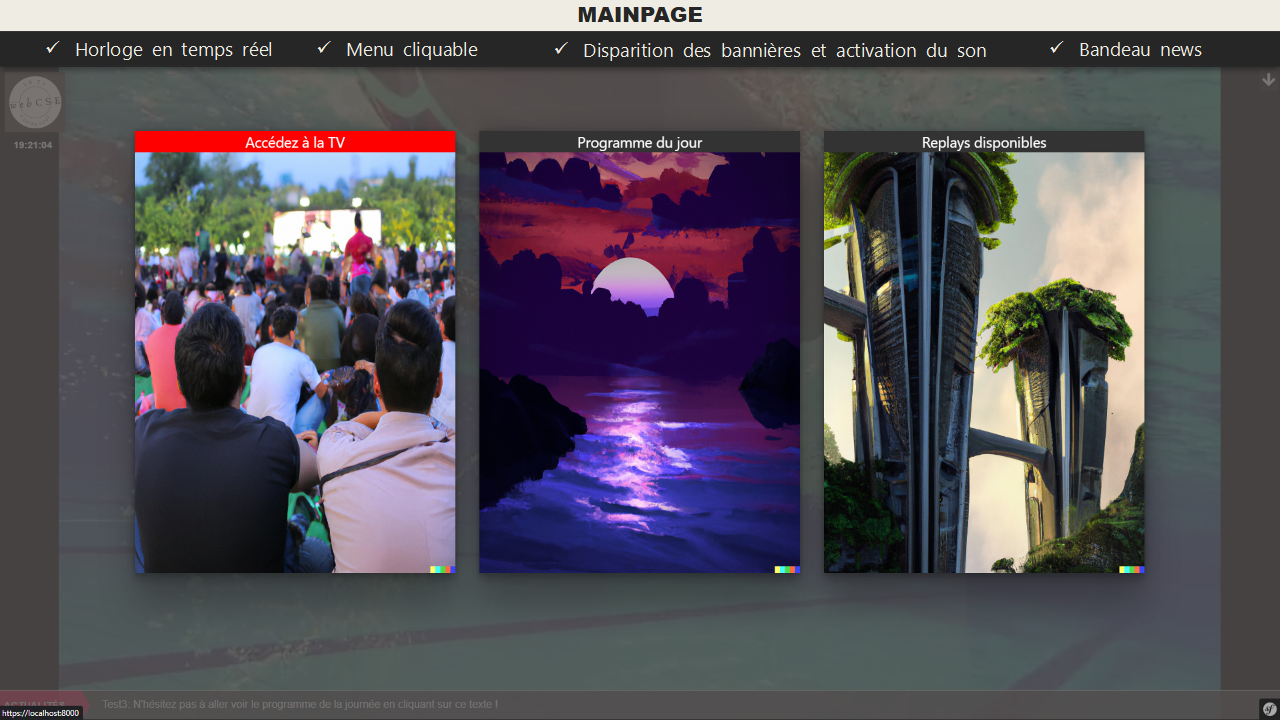 MAINPAGE
✓ Horloge en temps réel ✓ Menu cliquable ✓ Disparition des bannières et activation du son ✓ Bandeau news
webCSE
19:21:04
Accédez à la TV
Programme du jour
Replays disponibles
ACTUALITÉS
Test3: N'hésitez pas à aller voir le programme de la journée en cliquant sur ce texte !
https://localhost:8000